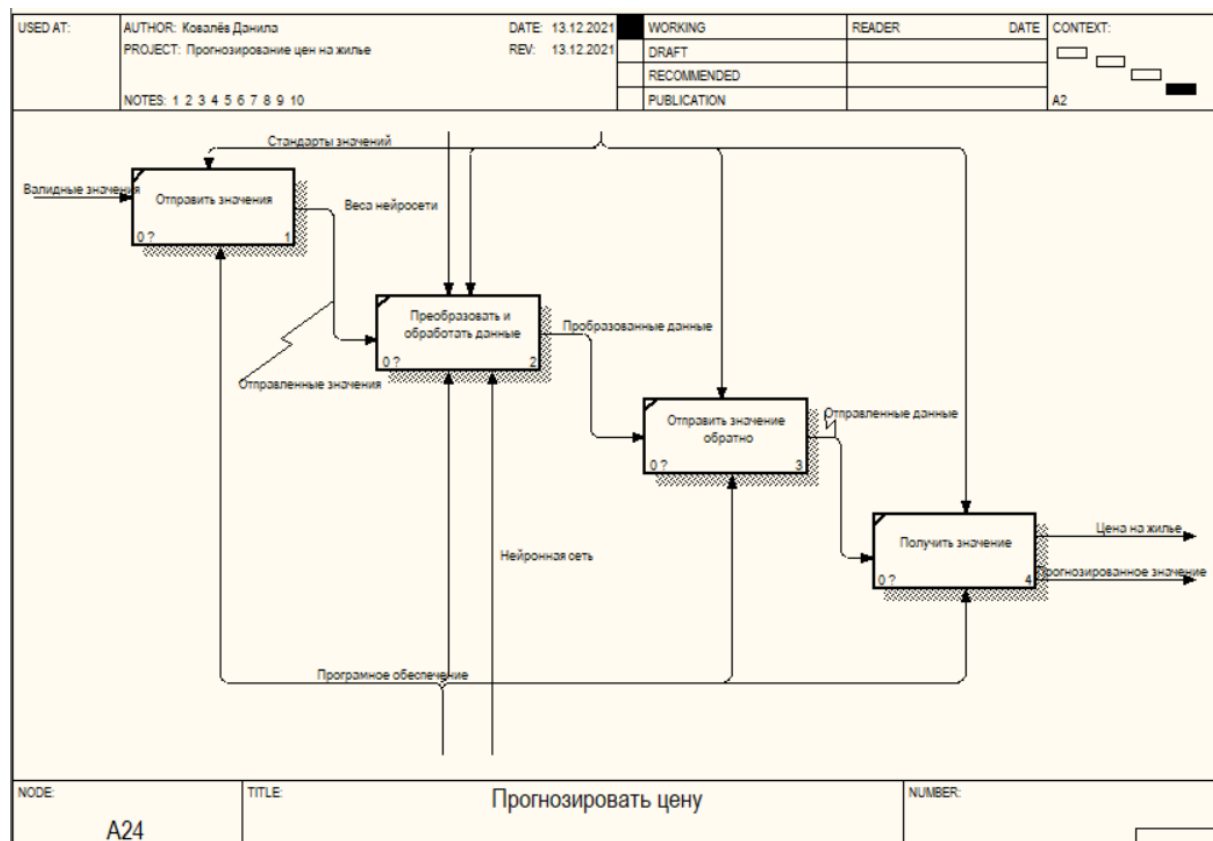 USED AT:
AUTHOR: Ковалёв Данила
DATE: 13.12.2021
WORKING
READER
DATE
CONTEXT:
PROJECT: Прогнозирование цен на жилье
REV: 13.12.2021
DRAFT
RECOMMENDED
NOTES: 1 2 3 4 5 6 7 8 9 10
PUBLICATION
A2
Стандарты значений
Валидные значения
Отправить значения
0 ?
1
Веса нейросети
Преобразовать и
обработать данные
0 ?
2
Пробразованные данные
Отправленные значения
Отправить значение
обратно
0 ?
3
Отправленные данные
Получить значение
0 ?
4
Цена на жилье
рогнозированное значение
Нейронная сеть
Програмное обеспечение
NODE:
A24
TITLE:
Прогнозировать цену
NUMBER: